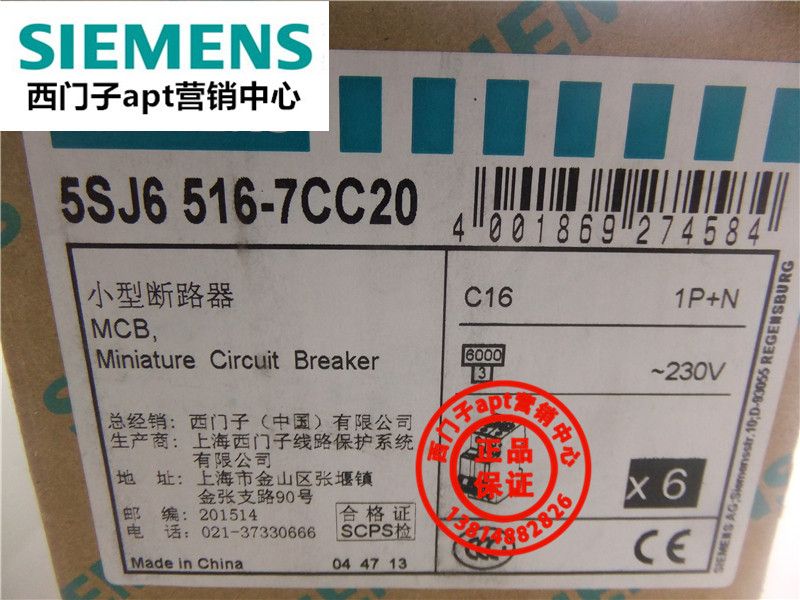 SIEMENS
西门子apt营销中心
5SJ6 516-7CC20
4 001869 274584
小型断路器
MCB,
Miniature Circuit Breaker
C16 1P+N
6000
3
~230V
总经销: 西门子（中国）有限公司
生产商: 上海西门子线路保护系统
有限公司
地 址: 上海市金山区张堰镇
金张支路90号
邮 编: 201514
电 话: 021-37330666
合格证
SCPS检
Made in China 04 47 13
西门子apt营销中心
正品
保证
13814882826
x 6
CE
SIEMENS AG;Siemensstr.10;D-93055 REGENSBURG